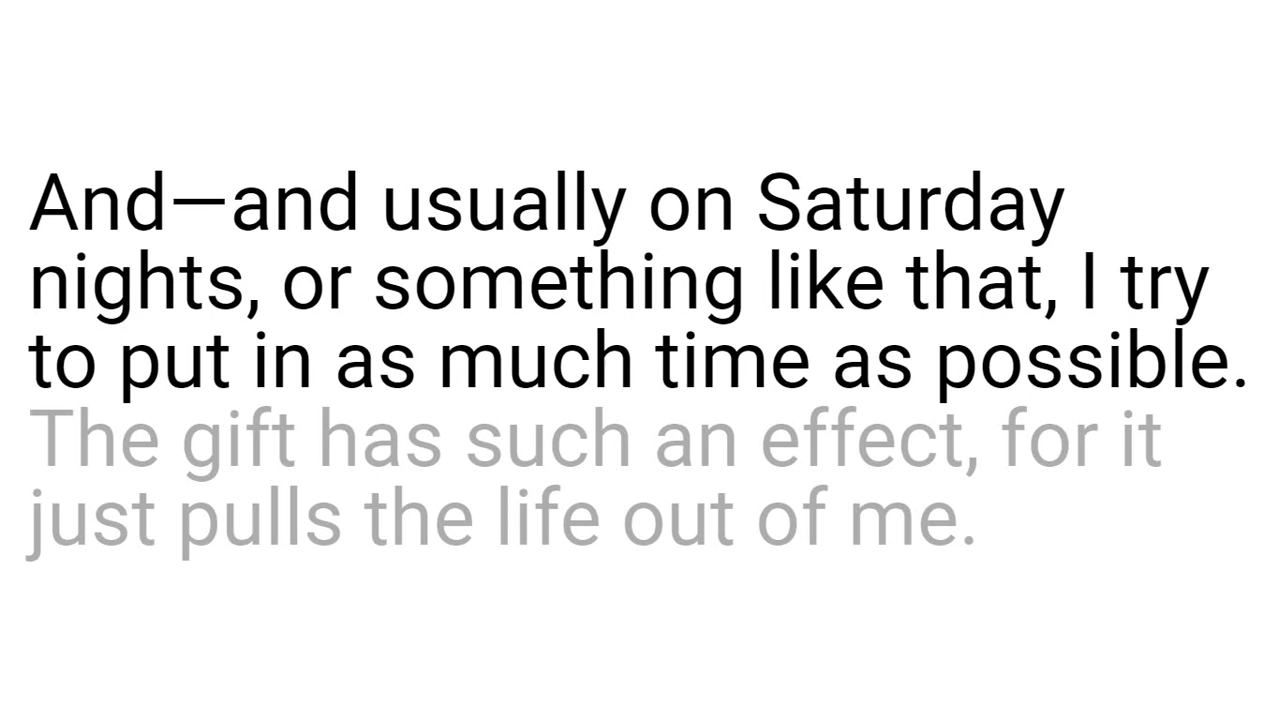 And—and usually on Saturday
nights, or something like that, I try
to put in as much time as possible.
The gift has such an effect, for it
just pulls the life out of me.